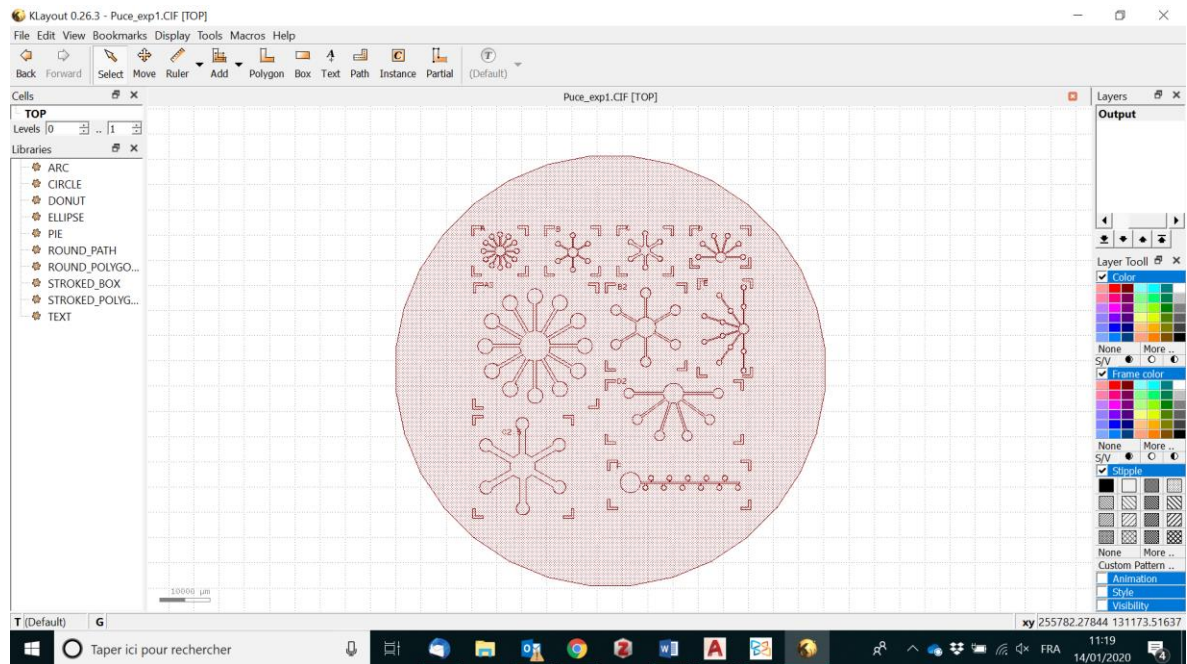 KLayout 0.26.3 - Puce_exp1.CIF [TOP]
File Edit View Bookmarks Display Tools Macros Help
Back Forward Select Move Ruler Add Polygon Box Text Path Instance Partial (Default)
Cells
Puce_exp1.CIF [TOP]
Layers
TOP
Output
Levels 0 .. 1
Libraries
ARC
CIRCLE
DONUT
ELLIPSE
PIE
ROUND_PATH
ROUND_POLYGO...
STROKED_BOX
STROKED_POLYG...
TEXT
A B C D
A2 B2 E
D2
F
Layer Tooll
Color
None More ..
S/V
Frame color
None More ..
S/V
Stipple
None More ..
Custom Pattern ..
Animation
Style
Visibility
10000 µm
T (Default) G xy 255782.27844 131173.51637
Taper ici pour rechercher
FRA
11:19
14/01/2020
4